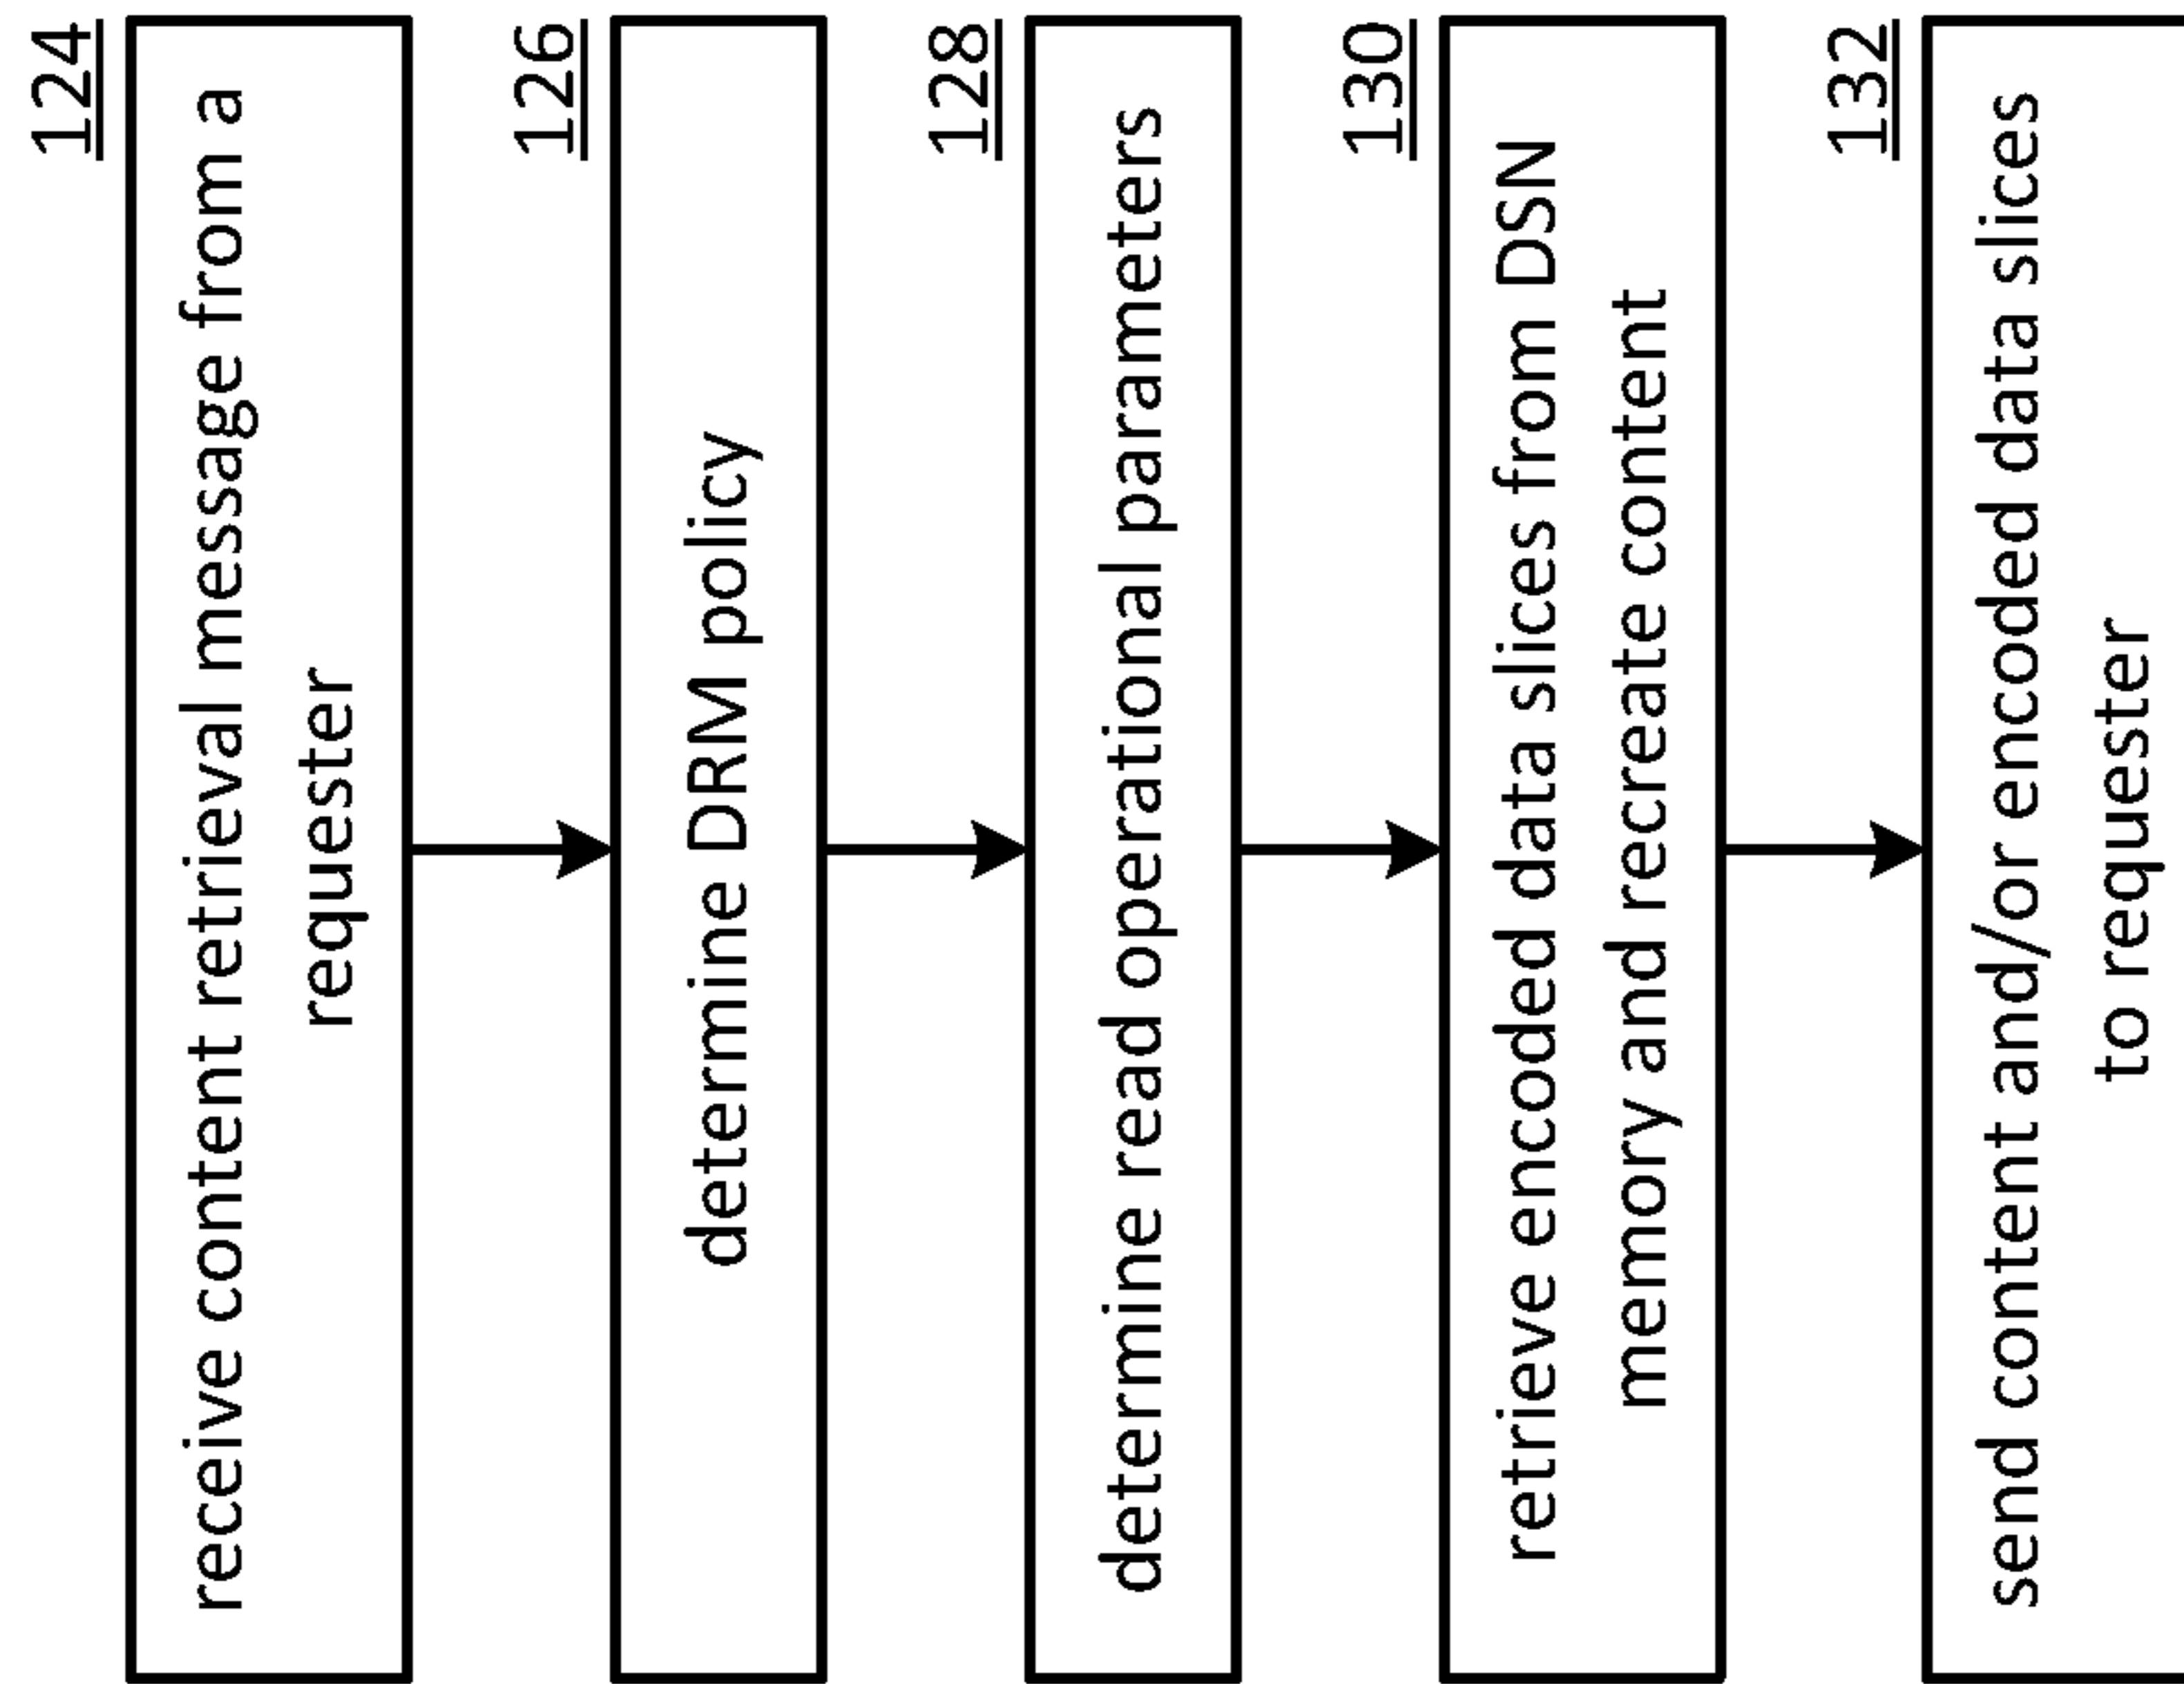 124
receive content retrieval message from a
requester
126
determine DRM policy
128
determine read operational parameters
130
retrieve encoded data slices from DSN
memory and recreate content
132
send content and/or encoded data slices
to requester